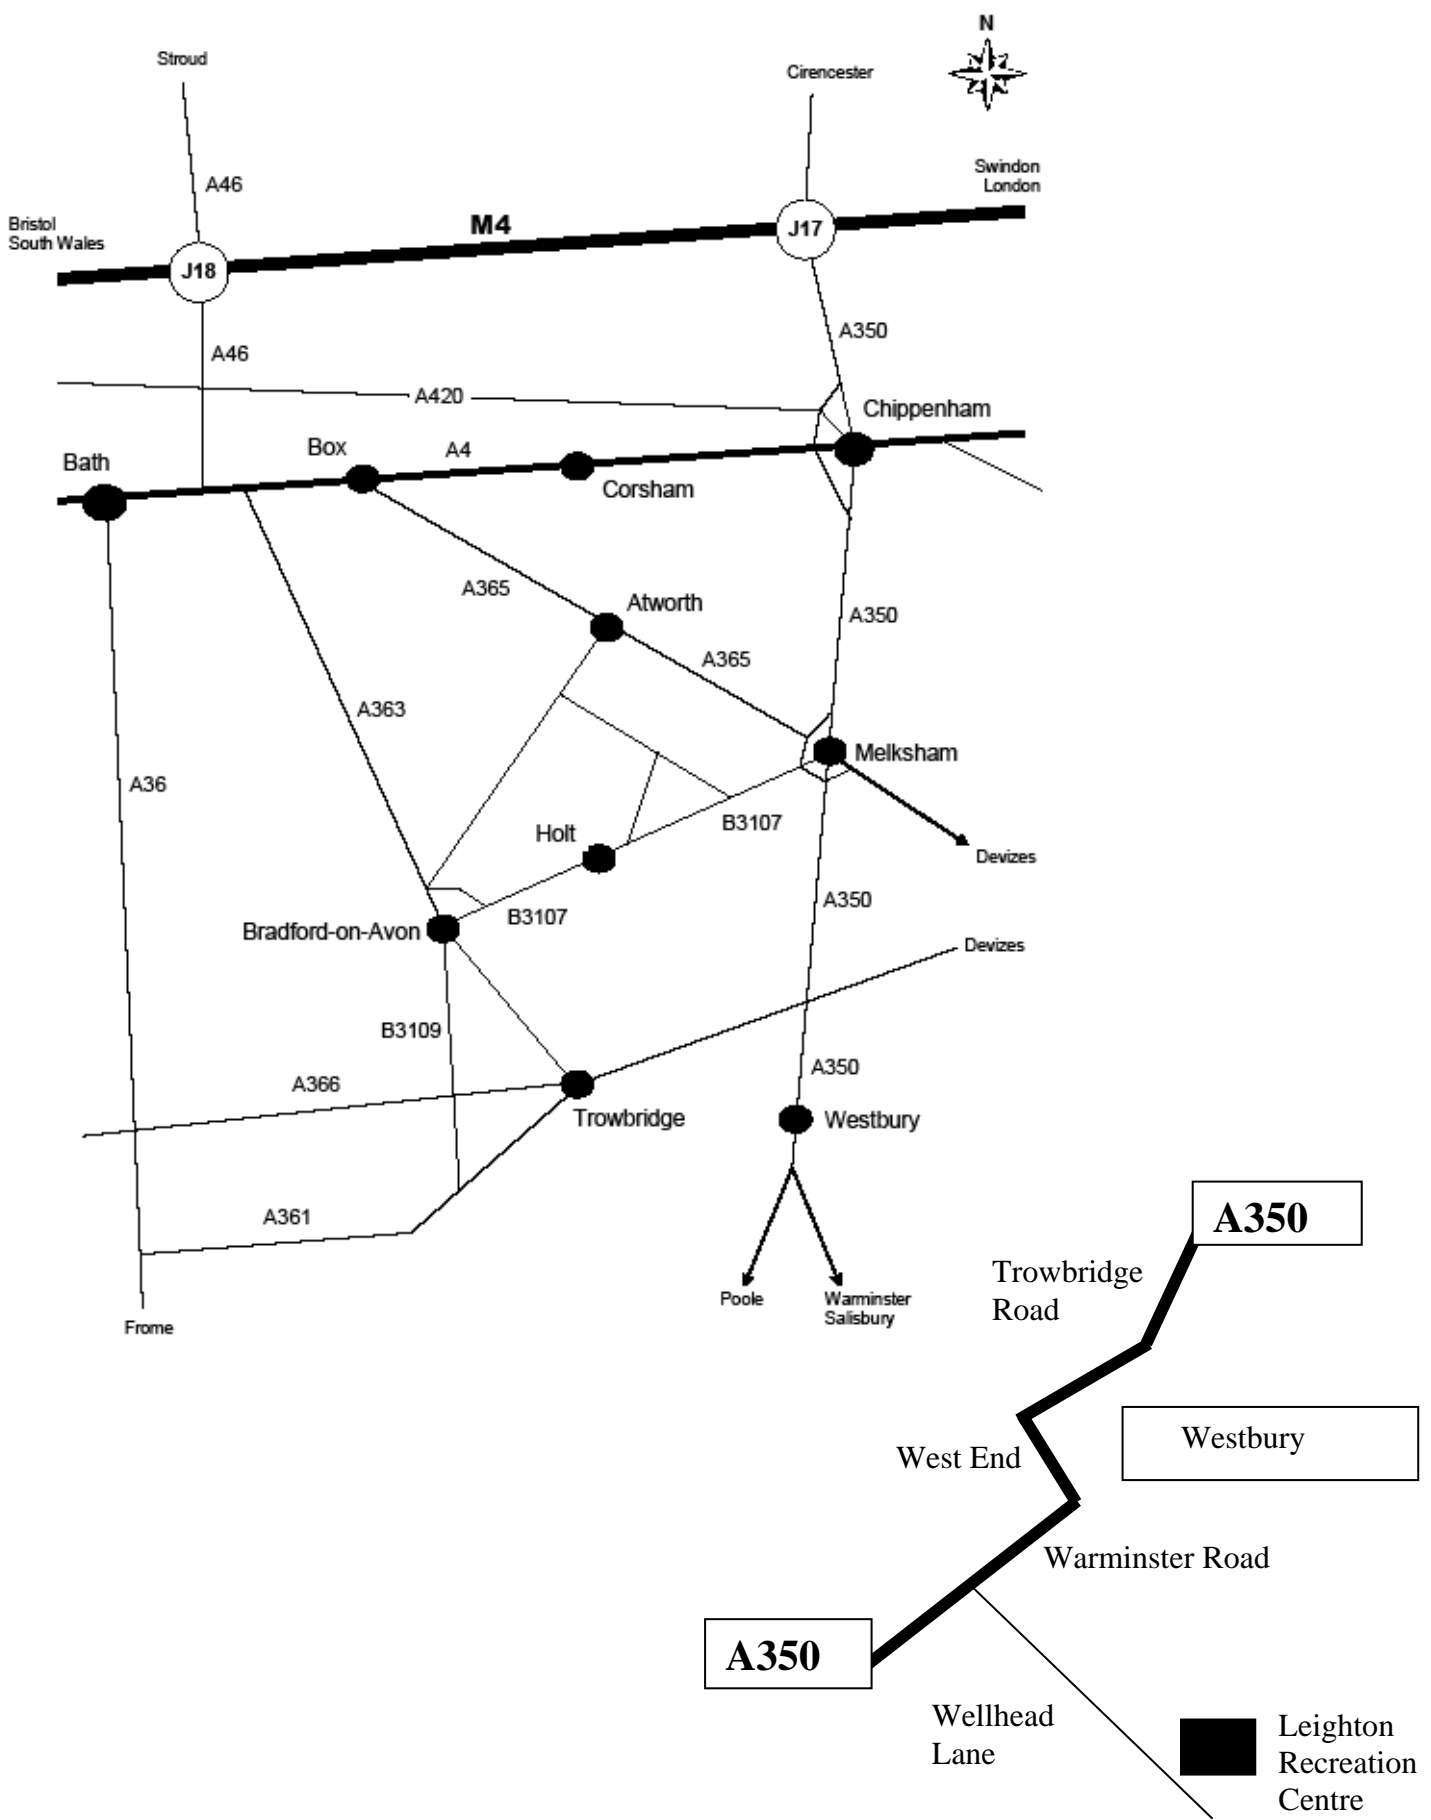 N
Stroud
Cirencester
Swindon
London
A46
Bristol
South Wales
M4
J17
J18
A350
A46
A420
Chippenham
Box
A4
Bath
Corsham
A365
Atworth
A350
A365
A363
Melksham
A36
B3107
Holt
Devizes
A350
B3107
Bradford-on-Avon
Devizes
B3109
A350
A366
Trowbridge
Westbury
A361
A350
Trowbridge
Road
Poole
Warminster
Salisbury
Frome
Westbury
West End
Warminster Road
A350
Wellhead
Lane
Leighton
Recreation
Centre